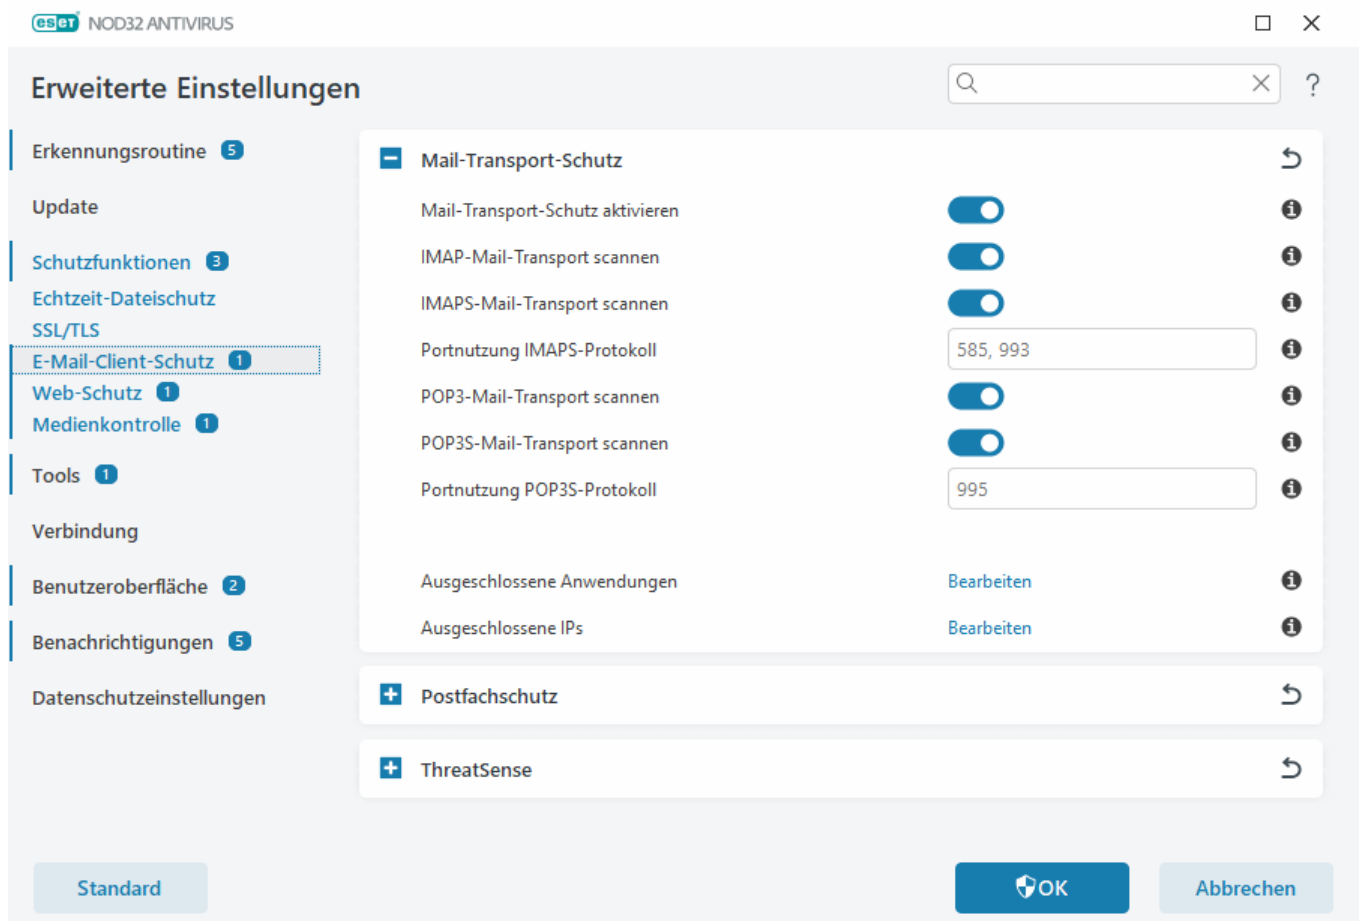 eset NOD32 ANTIVIRUS
Erweiterte Einstellungen
?
Erkennungsroutine 5
Update
Schutzfunktionen 3
Echtzeit-Dateischutz
SSL/TLS
E-Mail-Client-Schutz 1
Web-Schutz 1
Medienkontrolle 1
Tools 1
Verbindung
Benutzeroberfläche 2
Benachrichtigungen 5
Datenschutzeinstellungen
Mail-Transport-Schutz
Mail-Transport-Schutz aktivieren
IMAP-Mail-Transport scannen
IMAPS-Mail-Transport scannen
Portnutzung IMAPS-Protokoll 585, 993
POP3-Mail-Transport scannen
POP3S-Mail-Transport scannen
Portnutzung POP3S-Protokoll 995
Ausgeschlossene Anwendungen Bearbeiten
Ausgeschlossene IPs Bearbeiten
Postfachschutz
ThreatSense
Standard
OK
Abbrechen